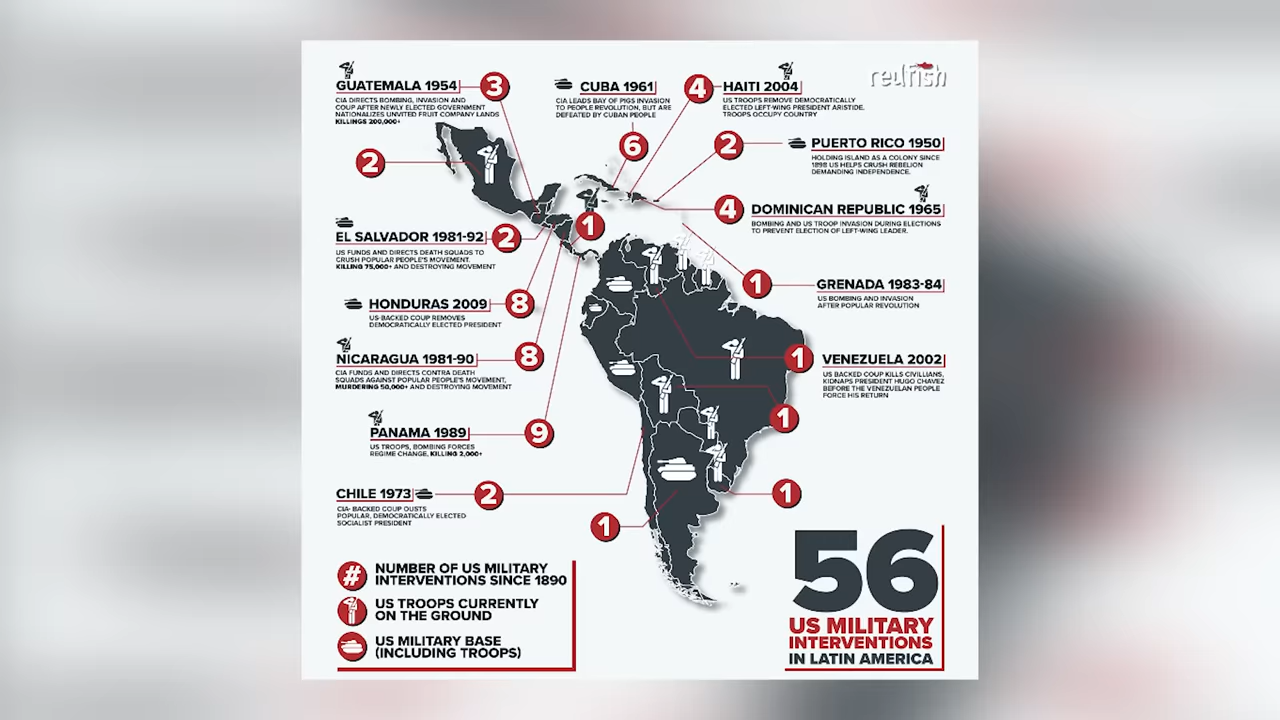 redfish
GUATEMALA 1954
3
CIA DIRECTS BOMBING, INVASION AND
COUP AFTER NEWLY ELECTED GOVERNMENT
NATIONALIZES UNVITED FRUIT COMPANY LANDS
KILLINGS 200,000+
CUBA 1961
CIA LEADS BAY OF PIGS INVASION
TO PEOPLE REVOLUTION, BUT ARE
DEFEATED BY CUBAN PEOPLE
6
4
HAITI 2004
US TROOPS REMOVE DEMOCRATICALLY
ELECTED LEFT-WING PRESIDENT ARISTIDE.
TROOPS OCCUPY COUNTRY
2
2
PUERTO RICO 1950
HOLDING ISLAND AS A COLONY SINCE
1898 US HELPS CRUSH REBELION
DEMANDING INDEPENDENCE.
4
DOMINICAN REPUBLIC 1965
BOMBING AND US TROOP INVASION DURING ELECTIONS
TO PREVENT ELECTION OF LEFT-WING LEADER.
EL SALVADOR 1981-92
2
US FUNDS AND DIRECTS DEATH SQUADS TO
CRUSH POPULAR PEOPLE'S MOVEMENT.
KILLING 75,000+ AND DESTROYING MOVEMENT
1
1
GRENADA 1983-84
US BOMBING AND INVASION
AFTER POPULAR REVOLUTION
HONDURAS 2009
8
US-BACKED COUP REMOVES
DEMOCRATICALLY ELECTED PRESIDENT
NICARAGUA 1981-90
8
CIA FUNDS AND DIRECTS CONTRA DEATH
SQUADS AGAINST POPULAR PEOPLE'S MOVEMENT,
MURDERING 50,000+ AND DESTROYING MOVEMENT
1
VENEZUELA 2002
US BACKED COUP KILLS CIVILLIANS,
KIDNAPS PRESIDENT HUGO CHAVEZ
BEFORE THE VENEZUELAN PEOPLE
FORCE HIS RETURN
1
PANAMA 1989
9
US TROOPS, BOMBING FORCES
REGIME CHANGE, KILLING 2,000+
CHILE 1973
2
CIA- BACKED COUP OUSTS
POPULAR, DEMOCRATICALLY ELECTED
SOCIALIST PRESIDENT
1
1
# NUMBER OF US MILITARY
INTERVENTIONS SINCE 1890
US TROOPS CURRENTLY
ON THE GROUND
US MILITARY BASE
(INCLUDING TROOPS)
56
US MILITARY
INTERVENTIONS
IN LATIN AMERICA